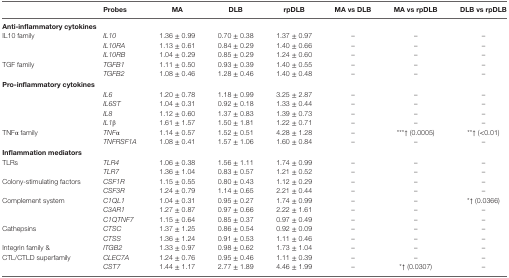 Probes MA DLB rpDLB MA vs DLB MA vs rpDLB DLB vs rpDLB
Anti-inflammatory cytokines
IL10 family IL10 1.36 ± 0.99 0.70 ± 0.38 1.37 ± 0.97 – – –
IL10RA 1.13 ± 0.61 0.84 ± 0.29 1.40 ± 0.66 – – –
IL10RB 1.04 ± 0.29 0.85 ± 0.29 1.24 ± 0.60 – – –
TGF family TGFB1 1.11 ± 0.50 0.93 ± 0.39 1.40 ± 0.55 – – –
TGFB2 1.08 ± 0.46 1.28 ± 0.46 1.40 ± 0.48 – – –
Pro-inflammatory cytokines
IL6 1.20 ± 0.78 1.18 ± 0.99 3.25 ± 2.87 – – –
IL6ST 1.04 ± 0.31 0.92 ± 0.18 1.33 ± 0.44 – – –
IL8 1.12 ± 0.60 1.37 ± 0.83 1.39 ± 0.73 – – –
IL1β 1.61 ± 1.57 1.50 ± 1.81 1.22 ± 0.71 – – –
TNFα family TNFα 1.14 ± 0.57 1.52 ± 0.51 4.28 ± 1.28 – ***† (0.0005) **† (<0.01)
TNFRSF1A 1.08 ± 0.41 1.57 ± 1.06 1.60 ± 0.84 – – –
Inflammation mediators
TLRs TLR4 1.06 ± 0.38 1.56 ± 1.11 1.74 ± 0.99 – – –
TLR7 1.36 ± 1.04 0.83 ± 0.57 1.21 ± 0.52 – – –
Colony-stimulating factors CSF1R 1.15 ± 0.55 0.80 ± 0.43 1.12 ± 0.29 – – –
CSF3R 1.24 ± 0.79 1.14 ± 0.65 2.21 ± 0.44 – – –
Complement system C1QL1 1.04 ± 0.31 0.95 ± 0.27 1.74 ± 0.99 – – *† (0.0366)
C3AR1 1.27 ± 0.87 0.97 ± 0.66 2.22 ± 1.61 – – –
C1QTNF7 1.15 ± 0.64 0.85 ± 0.37 0.97 ± 0.49 – – –
Cathepsins CTSC 1.37 ± 1.25 0.86 ± 0.54 0.92 ± 0.09 – – –
CTSS 1.36 ± 1.24 0.91 ± 0.53 1.11 ± 0.46 – – –
Integrin family & ITGB2 1.33 ± 0.97 0.98 ± 0.62 1.73 ± 1.04 – – –
CTL/CTLD superfamily CLEC7A 1.24 ± 0.76 0.95 ± 0.46 1.11 ± 0.39 – – –
CST7 1.44 ± 1.17 2.77 ± 1.89 4.46 ± 1.99 – *† (0.0307) –